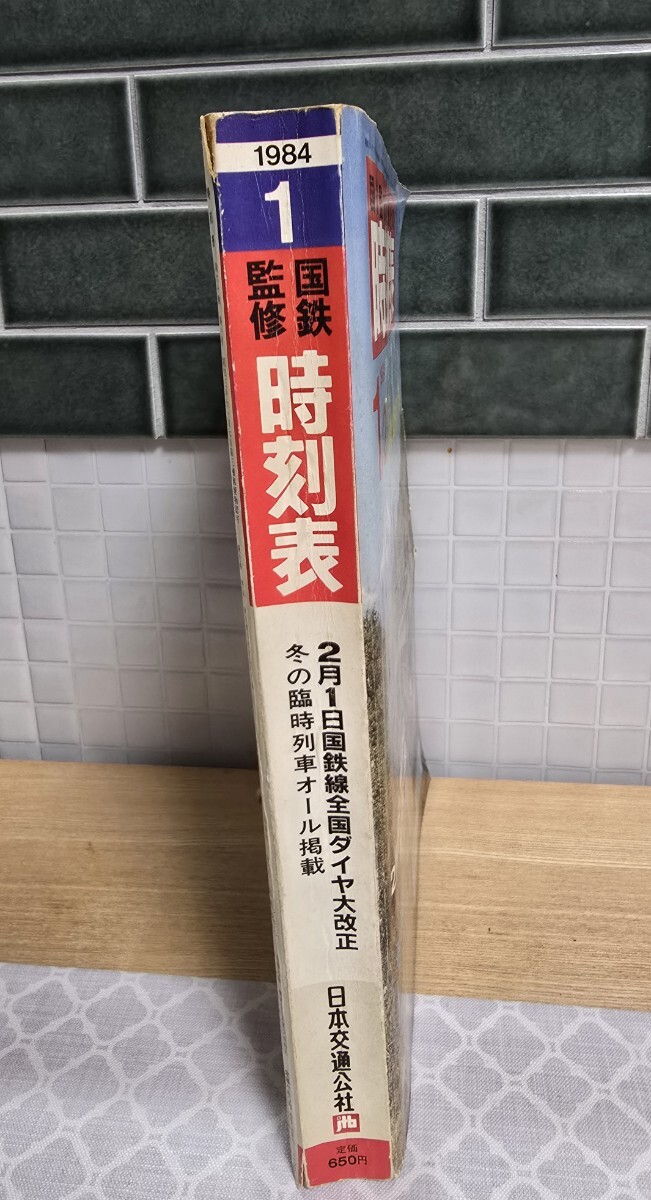 1984
1
国鉄
監修
時刻表
2月1日国鉄線全国ダイヤ大改正
冬の臨時列車オール掲載
日本交通公社
jtb
定価
650円